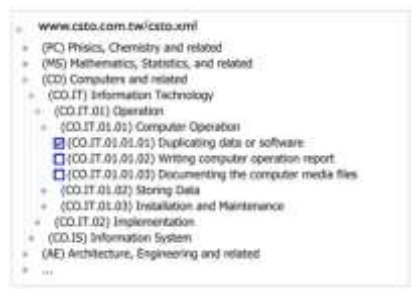 www.csto.com.tw/csto.xml
(PC) Phisics, Chemistry and related
(MS) Mathematics, Statistics, and related
(CO) Computers and related
(CO.IT) Information Technology
(CO.IT.01) Operation
(CO.IT.01.01) Computer Operation
(CO.IT.01.01.01) Duplicating data or software
(CO.IT.01.01.02) Writing computer operation report
(CO.IT.01.01.03) Documenting the computer media files
(CO.IT.01.02) Storing Data
(CO.IT.01.03) Installation and Maintenance
(CO.IT.02) Implementation
(CO.IS) Information System
(AE) Architecture, Engineering and related
...